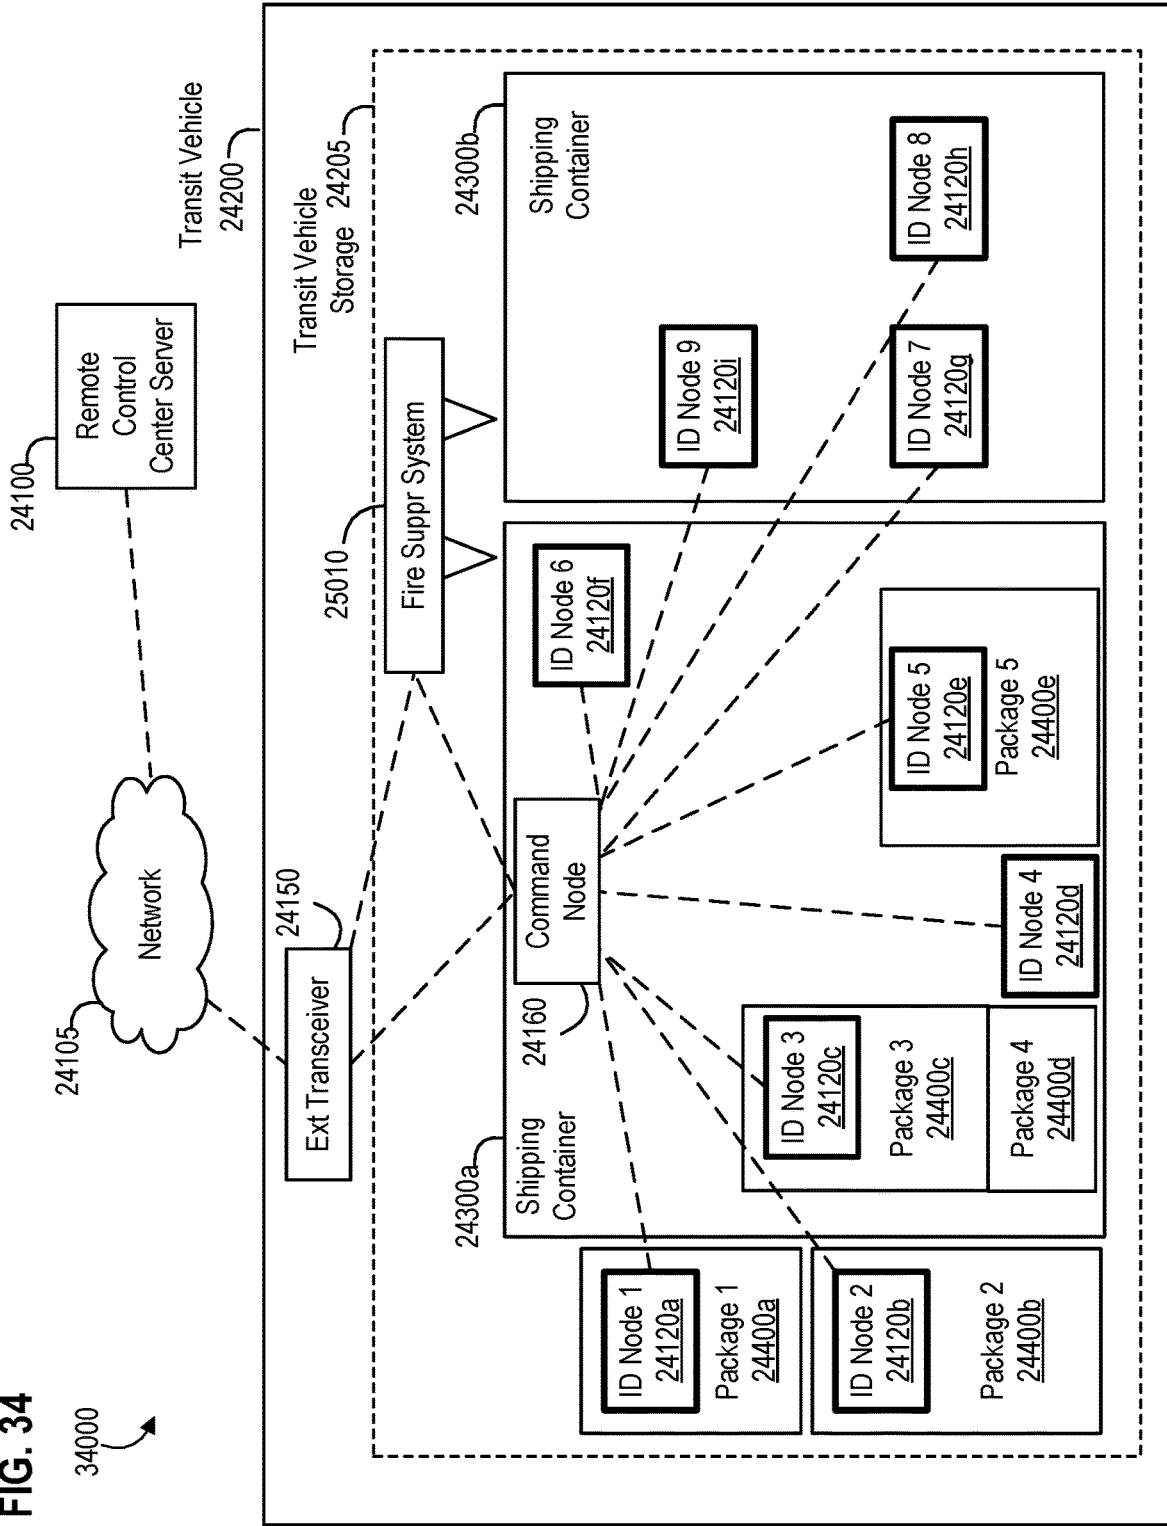 FIG. 34
34000
24105
Network
24100
Remote
Control
Center Server
Transit Vehicle
24200
Ext Transceiver
24150
25010
Fire Suppr System
Transit Vehicle
Storage 24205
24300a
Shipping
Container
24160
Command
Node
24300b
Shipping
Container
ID Node 1
24120a
Package 1
24400a
ID Node 2
24120b
Package 2
24400b
ID Node 3
24120c
Package 3
24400c
Package 4
24400d
ID Node 4
24120d
ID Node 5
24120e
Package 5
24400e
ID Node 6
24120f
ID Node 9
24120i
ID Node 7
24120g
ID Node 8
24120h